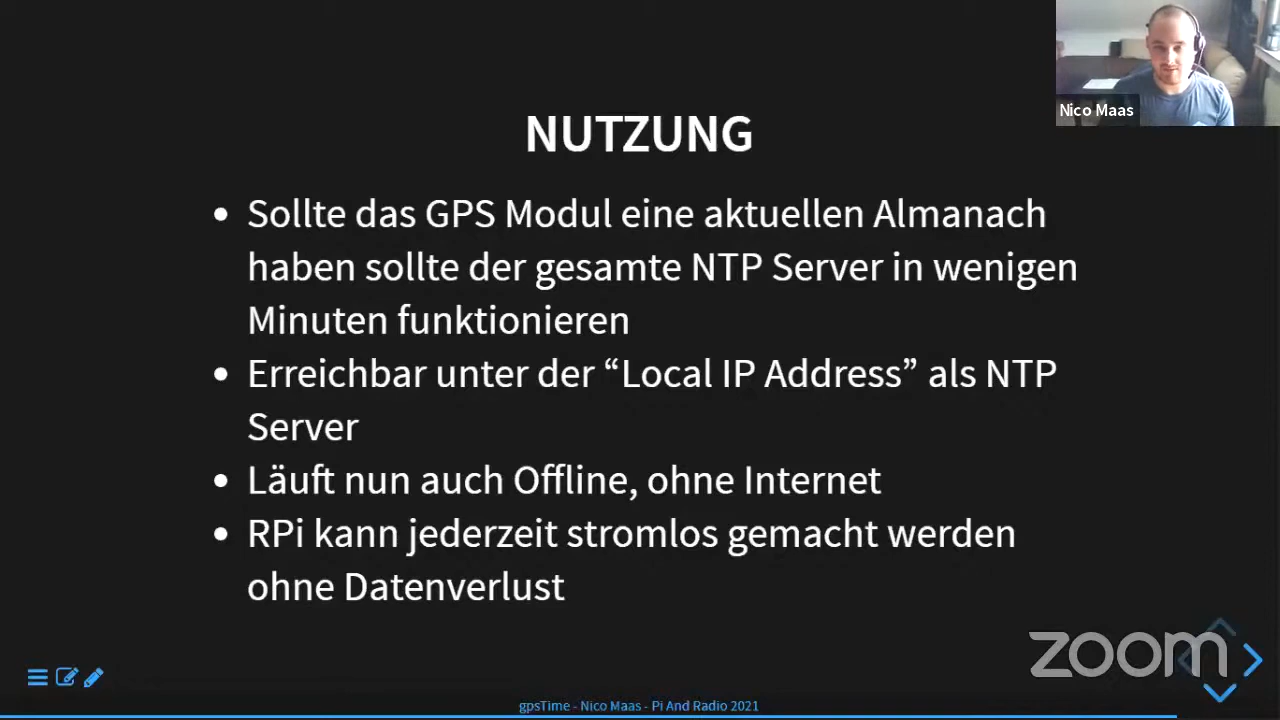 Nico Maas
NUTZUNG
• Sollte das GPS Modul eine aktuellen Almanach
haben sollte der gesamte NTP Server in wenigen
Minuten funktionieren
• Erreichbar unter der “Local IP Address” als NTP
Server
• Läuft nun auch Offline, ohne Internet
• RPi kann jederzeit stromlos gemacht werden
ohne Datenverlust
zoom
gpsTime - Nico Maas - Pi And Radio 2021